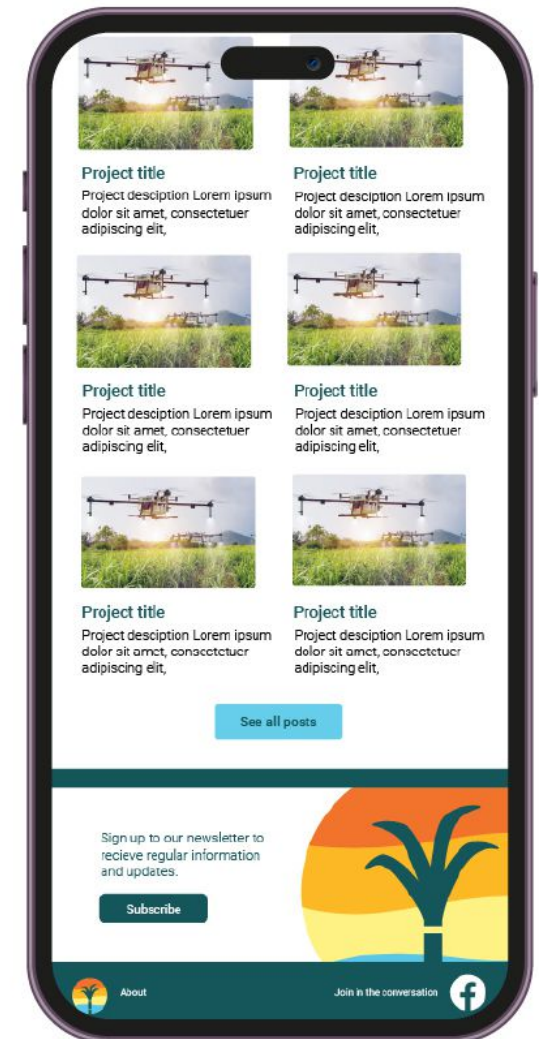 Project title
Project desciption Lorem ipsum
dolor sit amet, consectetuer
adipiscing elit,
Project title
Project desciption Lorem ipsum
dolor sit amet, consectetuer
adipiscing elit,
Project title
Project desciption Lorem ipsum
dolor sit amet, consectetuer
adipiscing elit,
Project title
Project desciption Lorem ipsum
dolor sit amet, consectetuer
adipiscing elit,
Project title
Project desciption Lorem ipsum
dolor sit amet, consectetuer
adipiscing elit,
Project title
Project desciption Lorem ipsum
dolor sit amet, consectetuer
adipiscing elit,
See all posts
Sign up to our newsletter to
recieve regular information
and updates.
Subscribe
About
Join in the conversation